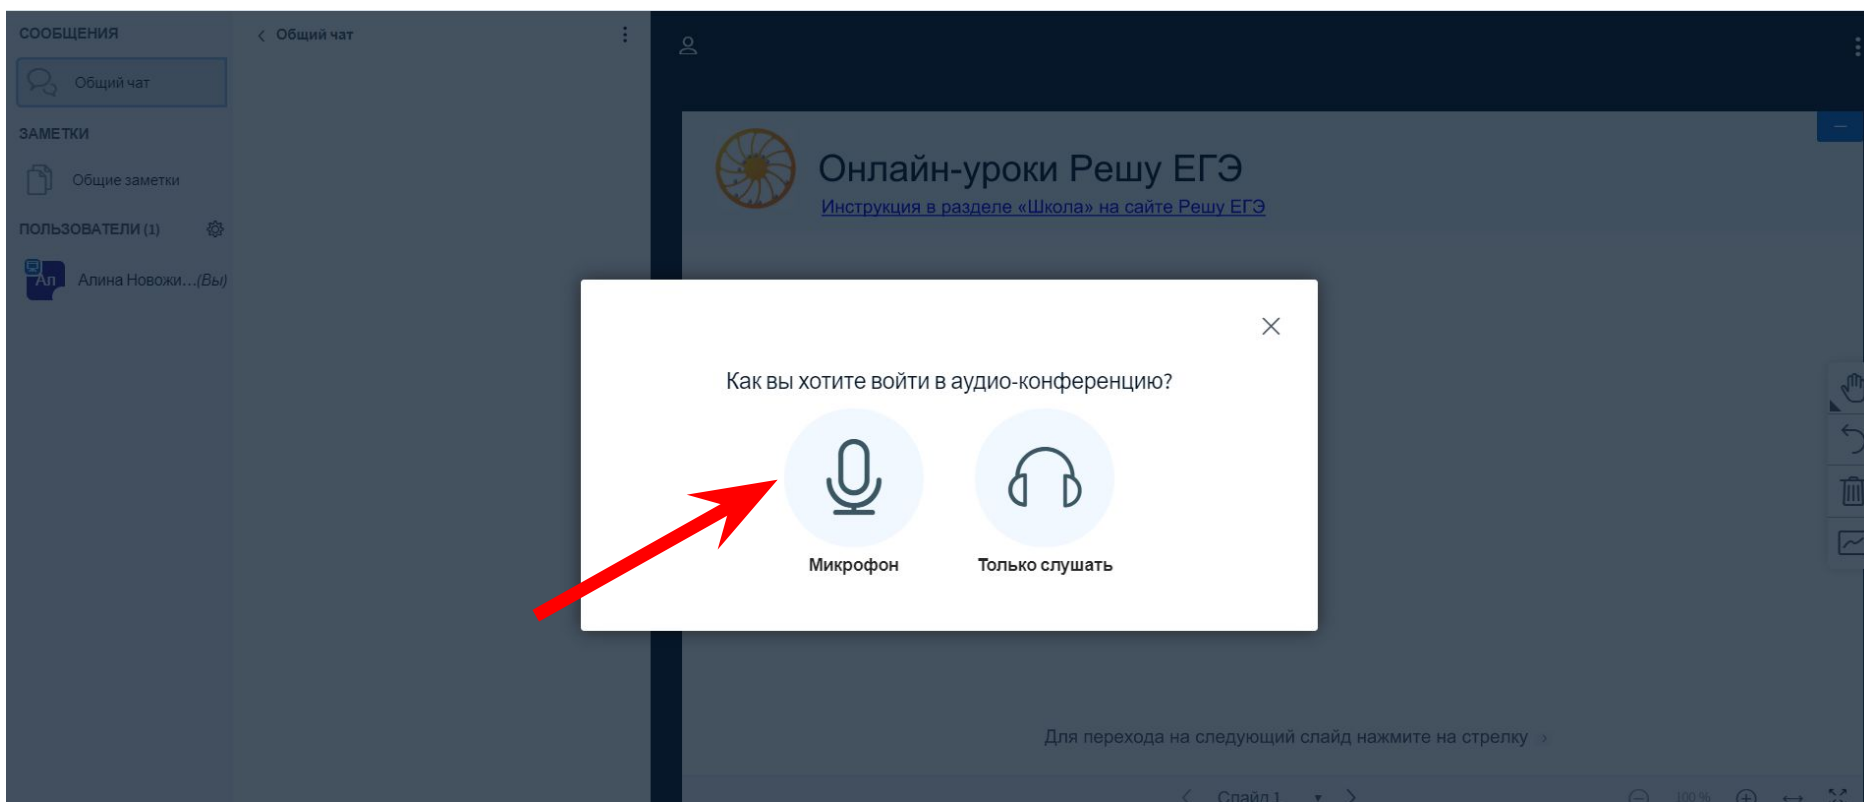 СООБЩЕНИЯ
Общий чат
ЗАМЕТКИ
Общие заметки
ПОЛЬЗОВАТЕЛИ (1)
Ап
Алина Новожи...(Вы)
Общий чат
Онлайн-уроки Решу ЕГЭ
Инструкция в разделе «Школа» на сайте Решу ЕГЭ
Как вы хотите войти в аудио-конференцию?
Микрофон
Только слушать
Для перехода на следующий слайд нажмите на стрелку
Слайд 1
100%